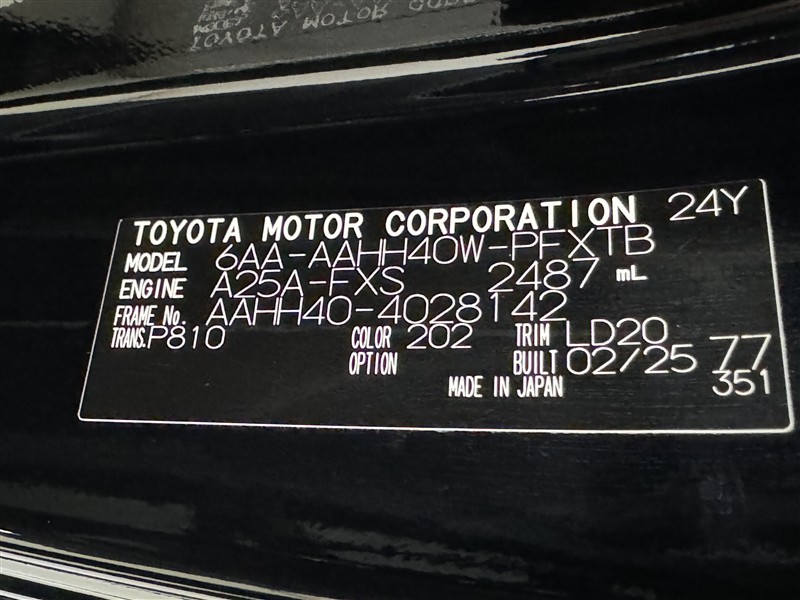 TOYOTA MOTOR CORPORATION 24Y
MODEL 6AA-AAHH40W-PFXTB
ENGINE A25A-FXS 2487 mL
FRAME No. AAHH40-4028142
TRANS. P810 COLOR 202 TRIM LD20
OPTION BUILT 02/25 77
MADE IN JAPAN 351